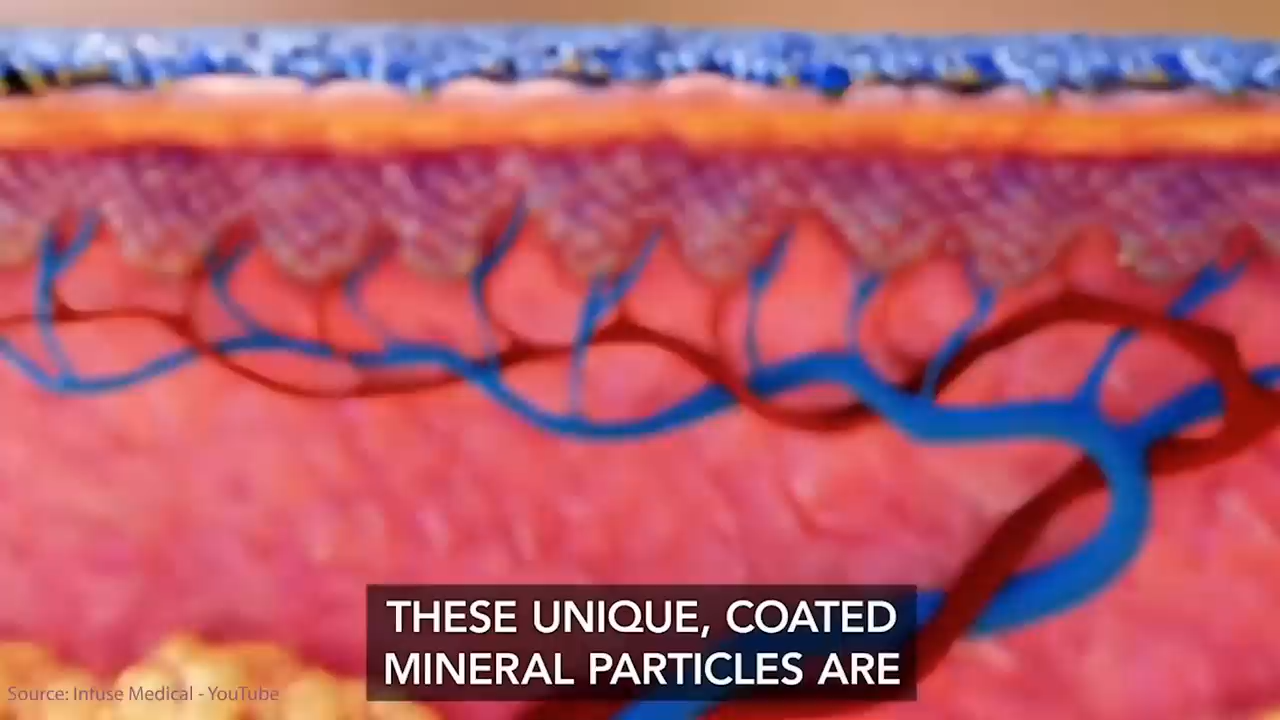 THESE UNIQUE, COATED
MINERAL PARTICLES ARE
Source: Infuse Medical - YouTube